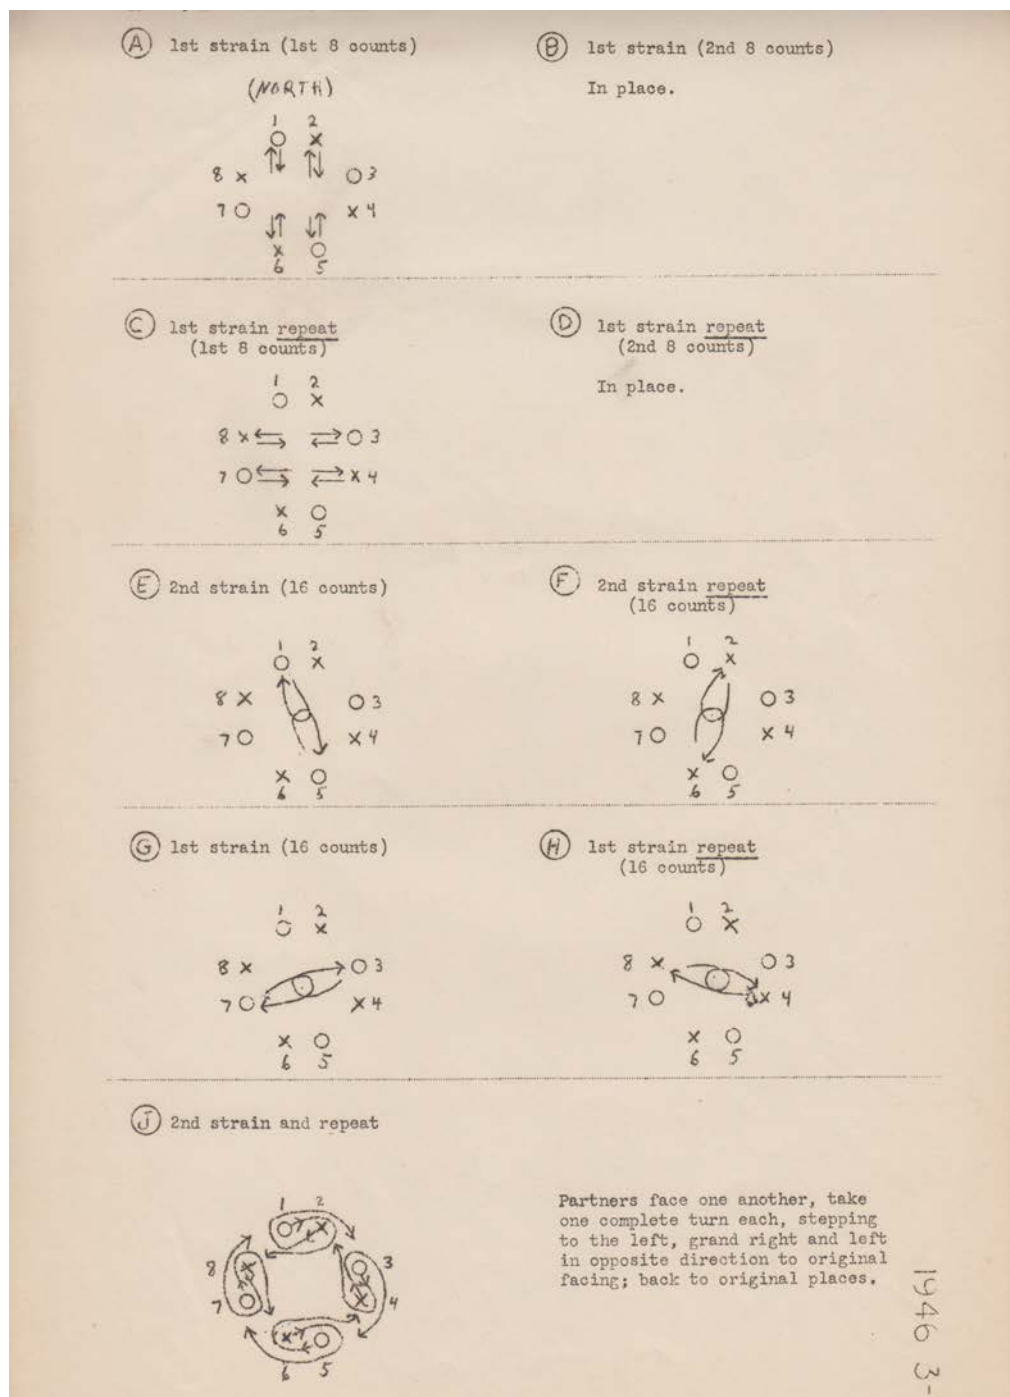 (A) 1st strain (1st 8 counts)
(NORTH)
1 2
O X
8 X O 3
7 O X 4
X O
6 5
(B) 1st strain (2nd 8 counts)
In place.
(C) 1st strain repeat
(1st 8 counts)
1 2
O X
8 X O 3
7 O X 4
X O
6 5
(D) 1st strain repeat
(2nd 8 counts)
In place.
(E) 2nd strain (16 counts)
1 2
O X
8 X O 3
7 O X 4
X O
6 5
(F) 2nd strain repeat
(16 counts)
1 2
O X
8 X O 3
7 O X 4
X O
6 5
(G) 1st strain (16 counts)
1 2
O X
8 X O 3
7 O X 4
X O
6 5
(H) 1st strain repeat
(16 counts)
1 2
O X
8 X O 3
7 O X 4
X O
6 5
(J) 2nd strain and repeat
1 2
O X
8 X O 3
7 O X 4
X O
6 5
Partners face one another, take
one complete turn each, stepping
to the left, grand right and left
in opposite direction to original
facing; back to original places.
1946 3-